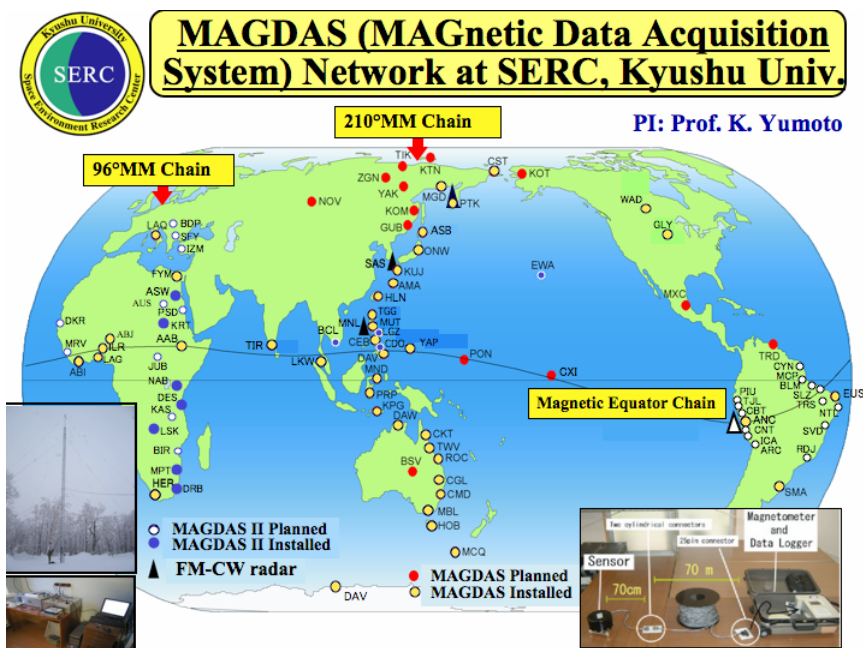 Kyushu University
SERC
Space Environment Research Center
MAGDAS (MAGnetic Data Acquisition
System) Network at SERC, Kyushu Univ.
210°MM Chain
PI: Prof. K. Yumoto
96°MM Chain
TIK
KTN
CST
KOT
ZGN
YAK
MGD
PTK
NOV
KOM
GUB
WAD
GLY
LAQ
BDP
SFY
IZM
ASB
ONW
SAS
KUJ
EWA
FYM
AMA
ASW
HLN
MXC
AUS
PSD
KRT
DKR
TGG
MNL
MUT
BCL
LGZ
ABJ
ILR
AAB
MRV
LAG
TIR
CEB
CDO
YAP
ABI
LKW
DAV
PON
TRD
JUB
CXI
CYN
MCP
NAB
MND
BLM
DES
PRP
PIU
SLZ
EUS
KAS
KPG
Magnetic Equator Chain
TJL
TRS
CBT
NTL
LSK
DAW
ANC
CNT
SVD
CKT
ICA
BIR
TWV
ARC
RDJ
BSV
ROC
MPT
HER
DRB
CGL
CMD
SMA
MBL
HOB
MCQ
DAV
MAGDAS II Planned
MAGDAS II Installed
FM-CW radar
MAGDAS Planned
MAGDAS Installed
Two cylindrical connectors
Magnetometer
and
Data Logger
25pin connector
Sensor
70 m
70cm